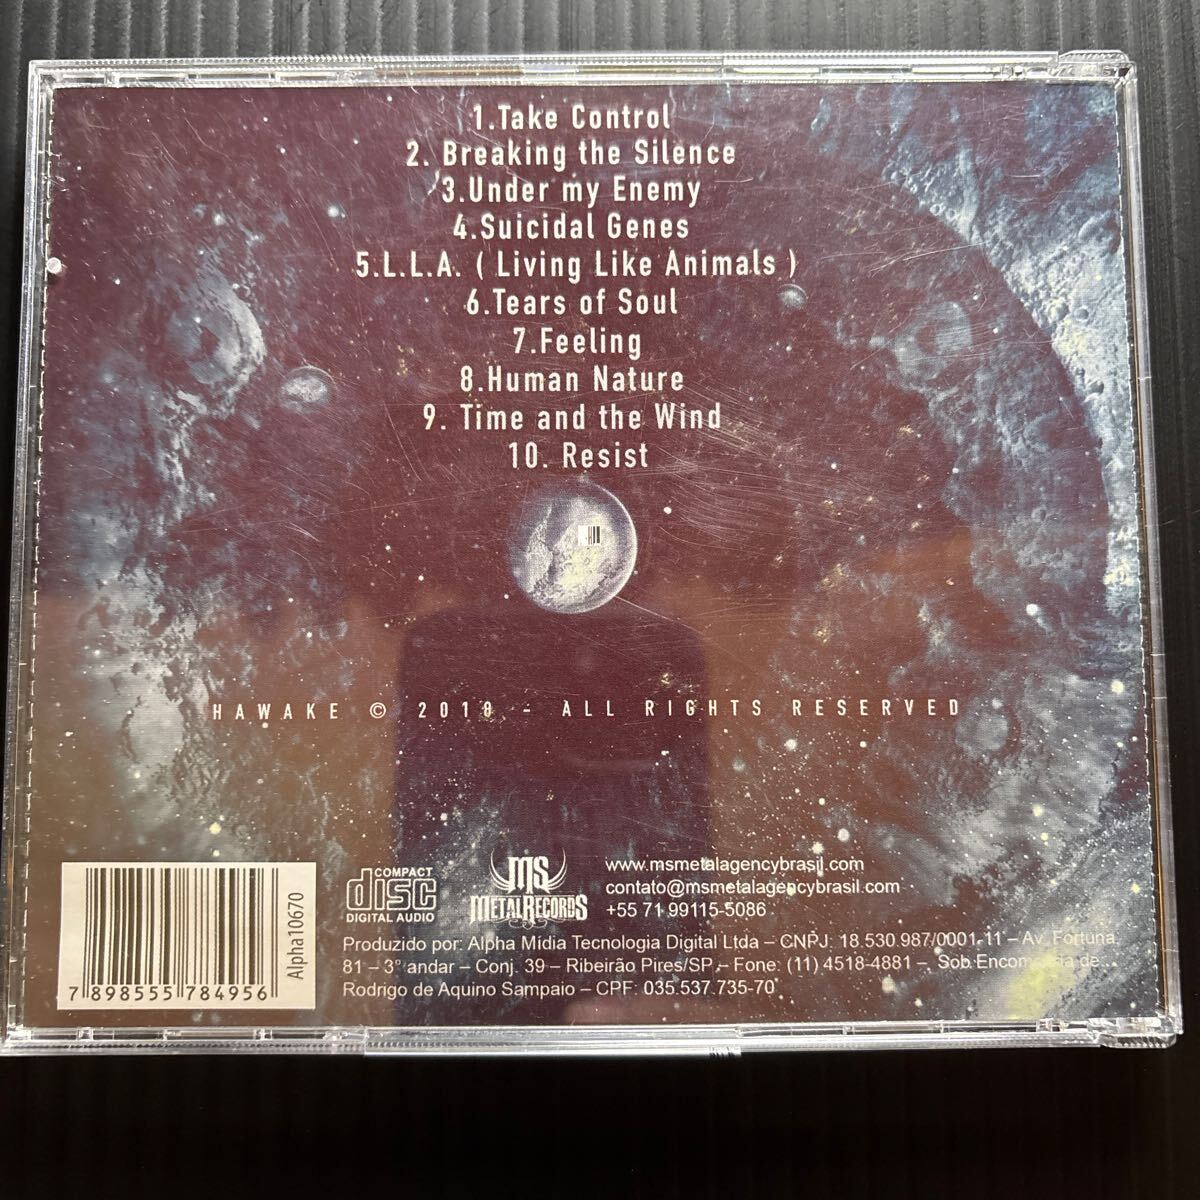 1.Take Control
2. Breaking the Silence
3.Under my Enemy
4.Suicidal Genes
5.L.L.A. ( Living Like Animals )
6.Tears of Soul
7.Feeling
8.Human Nature
9. Time and the Wind
10. Resist
HAWAKE © 2018 - ALL RIGHTS RESERVED
7 898555 784956
Alpha10670
COMPACT
disc
DIGITAL AUDIO
MS
METALRECORDS
www.msmetalagencybrasil.com
contato@msmetalagencybrasil.com
+55 71 99115-5086
Produzido por: Alpha Mídia Tecnologia Digital Ltda – CNPJ: 18.530.987/0001-11 – Av. Fortuna,
81 – 3° andar – Conj. 39 – Ribeirão Pires/SP – Fone: (11) 4518-4881 – Sob Encomenda de
Rodrigo de Aquino Sampaio – CPF: 035.537.735-70